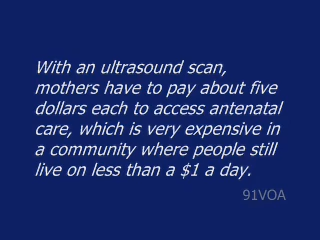 With an ultrasound scan,
mothers have to pay about five
dollars each to access antenatal
care, which is very expensive in
a community where people still
live on less than a $1 a day.
91VOA